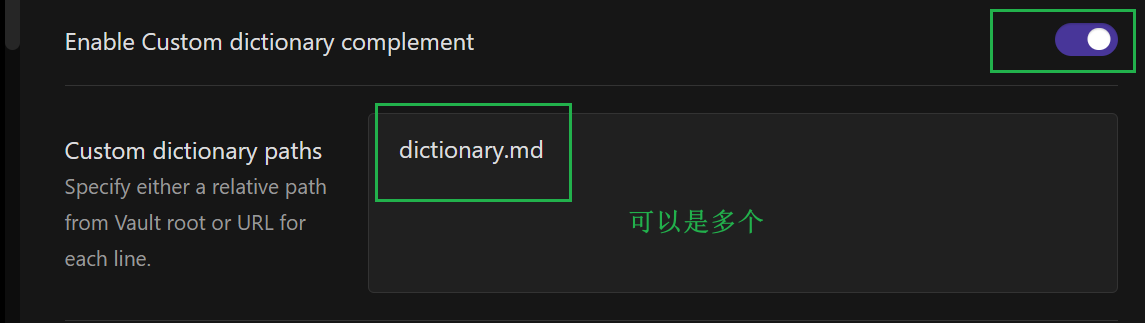 Enable Custom dictionary complement
Custom dictionary paths
Specify either a relative path
from Vault root or URL for
each line.
dictionary.md
可以是多个